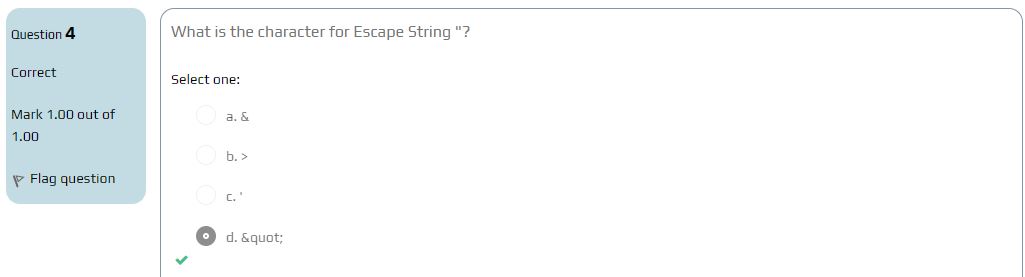 Question 4
Correct
Mark 1.00 out of
1.00
Flag question
What is the character for Escape String "?
Select one:
a. &
b. >
c. '
d. &quot;